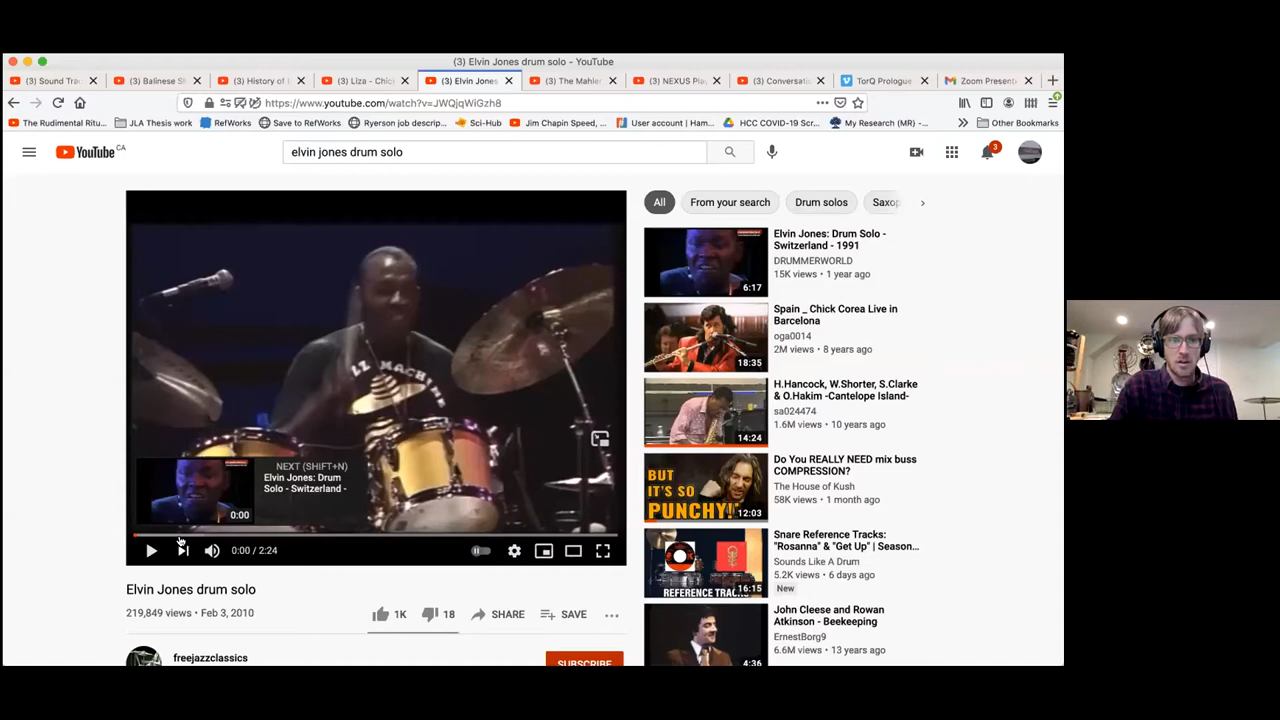 (3) Elvin Jones drum solo - YouTube
(3) Sound Tra
(3) Balinese S
(3) History of
(3) Liza - Chic
(3) Elvin Jones
(3) The Mahler
(3) NEXUS Pla
(3) Conversati
TorQ Prologue
Zoom Present
https://www.youtube.com/watch?v=JWQjqWiGzh8
The Rudimental Ritu...
JLA Thesis work
RefWorks
Save to RefWorks
Ryerson job descrip...
Sci-Hub
Jim Chapin Speed, ...
User account | Ham...
HCC COVID-19 Scr...
My Research (MR) -...
Other Bookmarks
YouTube CA
elvin jones drum solo
3
All
From your search
Drum solos
Saxop
Elvin Jones: Drum Solo -
Switzerland - 1991
DRUMMERWORLD
15K views • 1 year ago
6:17
Spain _ Chick Corea Live in
Barcelona
oga0014
2M views • 8 years ago
18:35
H.Hancock, W.Shorter, S.Clarke
& O.Hakim -Cantelope Island-
sa024474
1.6M views • 10 years ago
14:24
Do You REALLY NEED mix buss
COMPRESSION?
The House of Kush
58K views • 1 month ago
BUT
IT'S SO
PUNCHY!
12:03
Snare Reference Tracks:
"Rosanna" & "Get Up" | Season...
Sounds Like A Drum
5.2K views • 6 days ago
New
REFERENCE TRACKS
16:15
John Cleese and Rowan
Atkinson - Beekeeping
ErnestBorg9
6.6M views • 13 years ago
4:36
ZZ MACHI
NEXT (SHIFT+N)
Elvin Jones: Drum
Solo - Switzerland -
0:00
0:00 / 2:24
Elvin Jones drum solo
219,849 views • Feb 3, 2010
1K
18
SHARE
SAVE
freejazzclassics
SUBSCRIBE